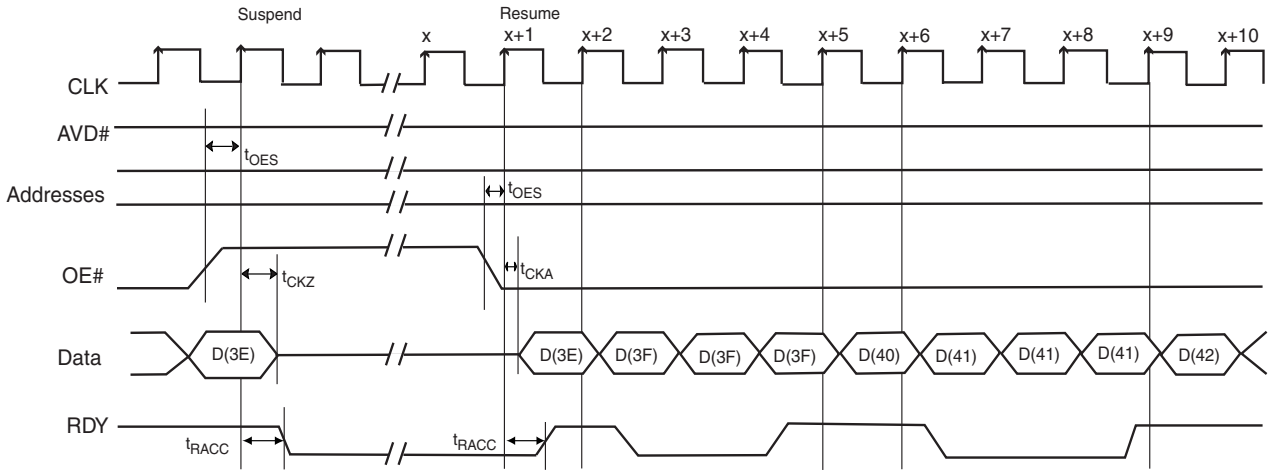 Suspend Resume
x x+1 x+2 x+3 x+4 x+5 x+6 x+7 x+8 x+9 x+10
CLK
AVD#
tOES
Addresses
tOES
OE#
tCKZ
tCKA
Data D(3E) D(3E) D(3F) D(3F) D(3F) D(40) D(41) D(41) D(41) D(42)
RDY
tRACC tRACC